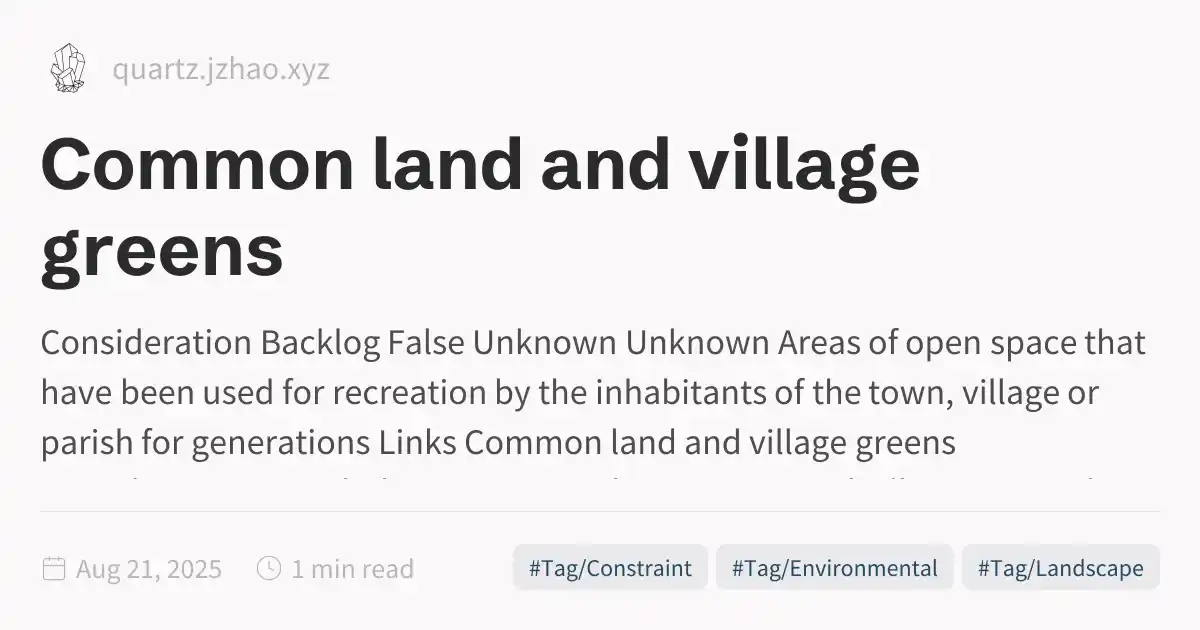 quartz.jzhao.xyz
Common land and village
greens
Consideration Backlog False Unknown Unknown Areas of open space that
have been used for recreation by the inhabitants of the town, village or
parish for generations Links Common land and village greens
Aug 21, 2025
1 min read
#Tag/Constraint
#Tag/Environmental
#Tag/Landscape